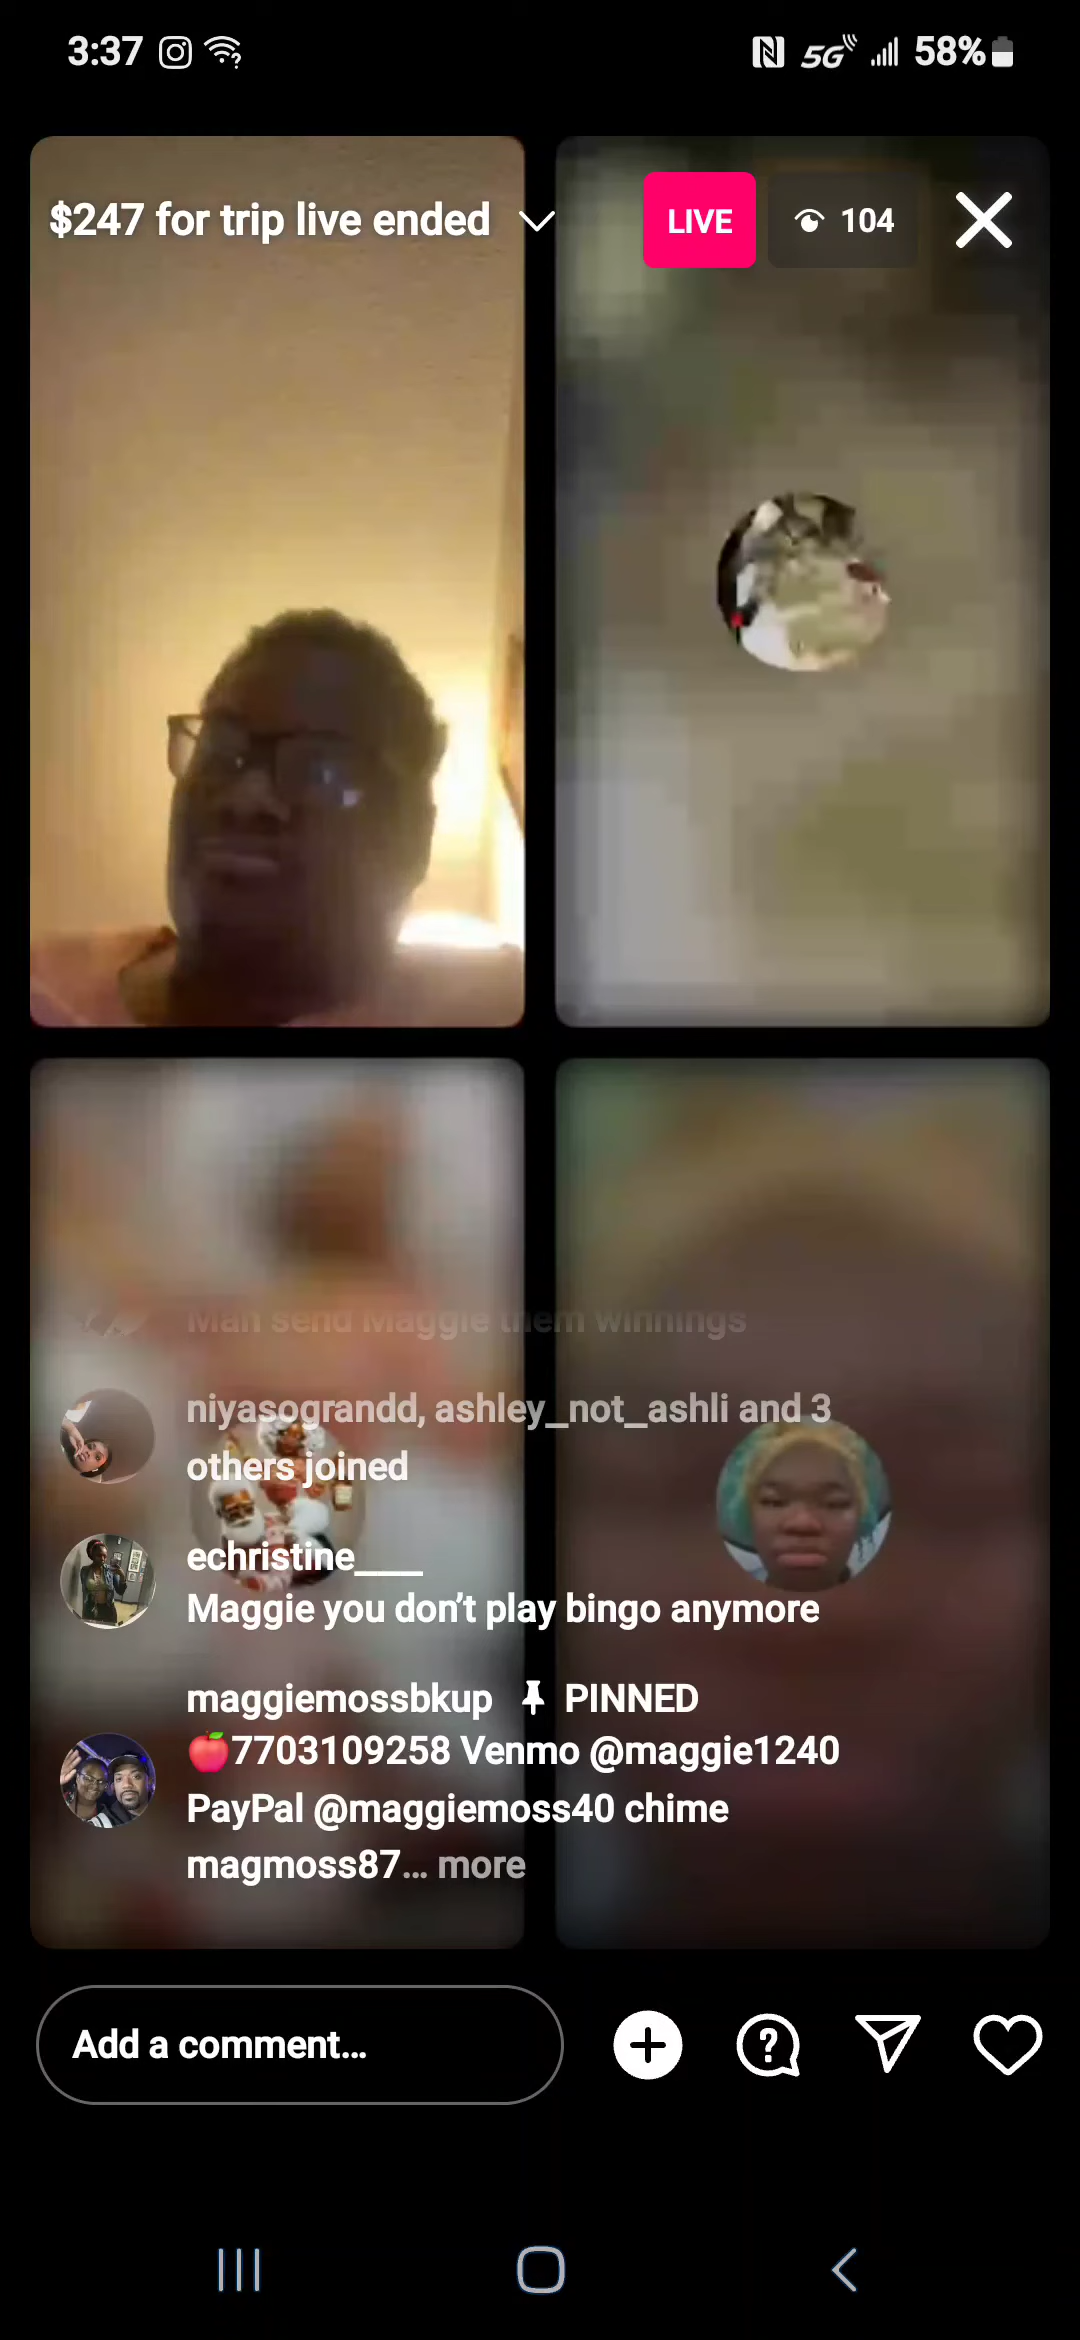 3:37
5G
58%
$247 for trip live ended
LIVE
104
Man send Maggie them winnings
niyasograndd, ashley_not_ashli and 3
others joined
echristine____
Maggie you don't play bingo anymore
maggiemossbkup PINNED
🍎7703109258 Venmo @maggie1240
PayPal @maggiemoss40 chime
magmoss87... more
Add a comment...